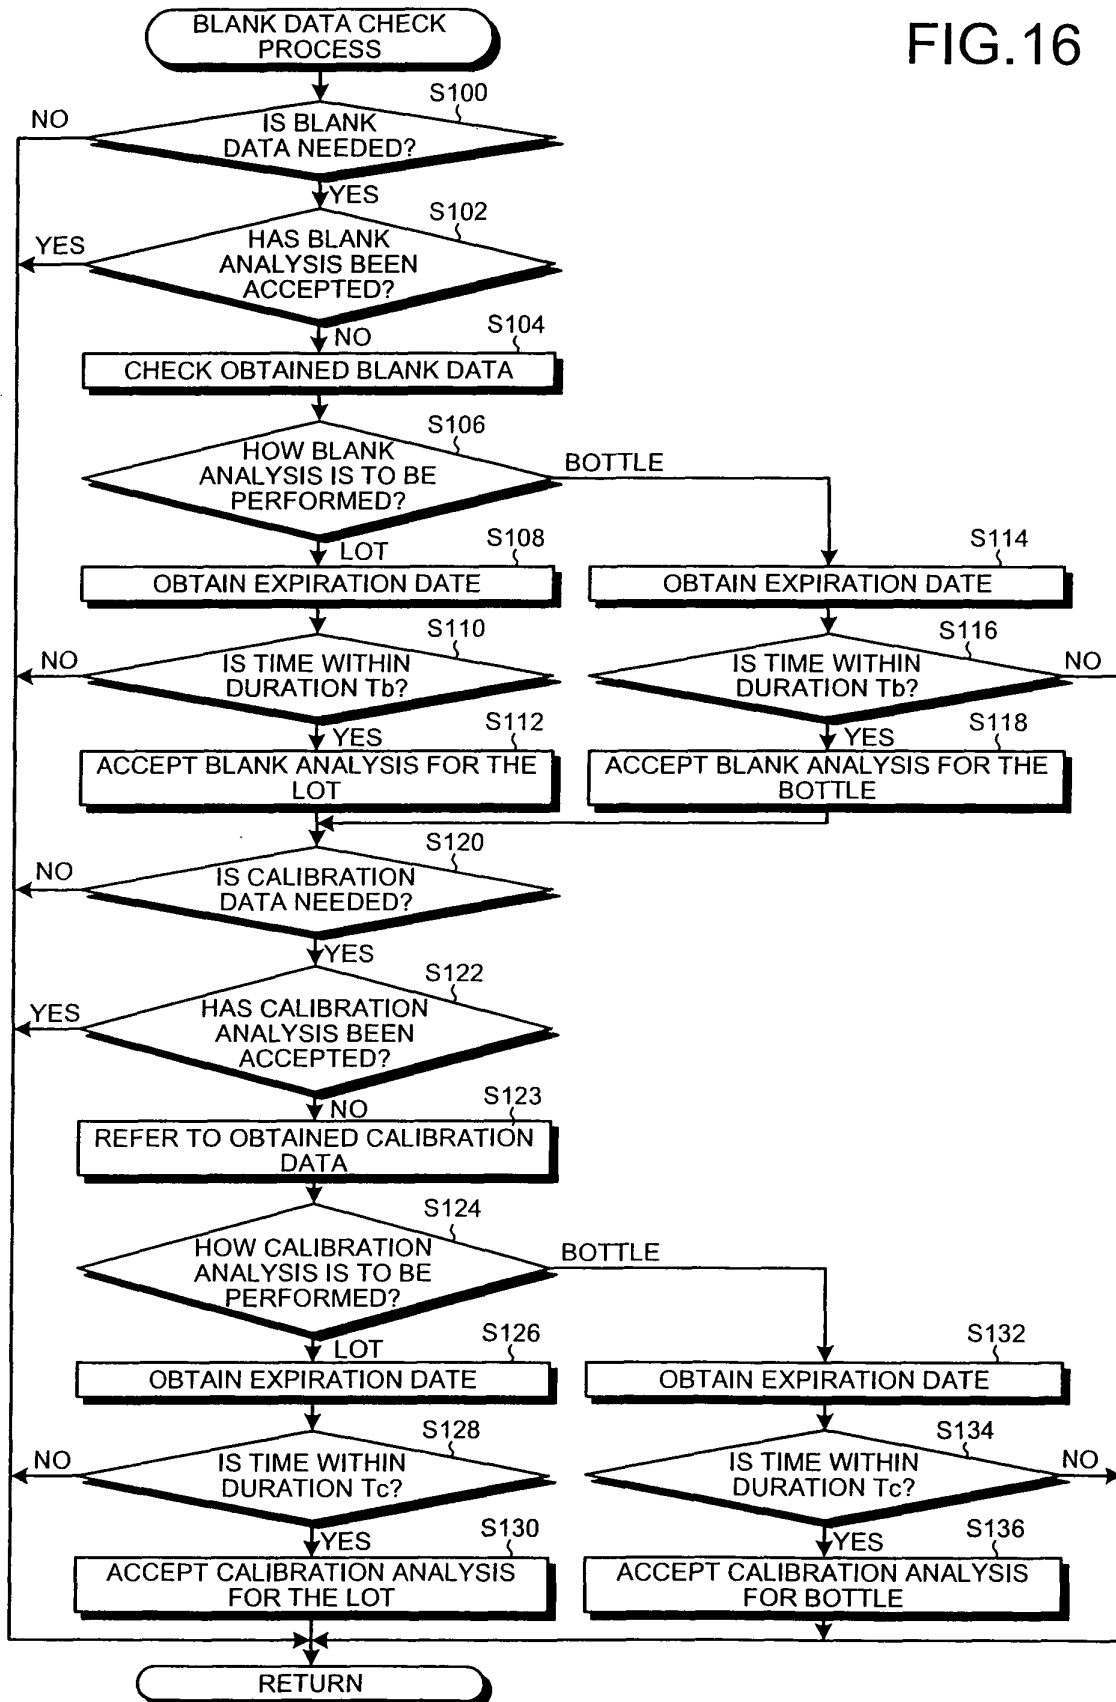 FIG.16
BLANK DATA CHECK
PROCESS
S100
NO
IS BLANK
DATA NEEDED?
YES
S102
YES
HAS BLANK
ANALYSIS BEEN
ACCEPTED?
NO
S104
CHECK OBTAINED BLANK DATA
S106
HOW BLANK
ANALYSIS IS TO BE
PERFORMED?
BOTTLE
LOT
S108
OBTAIN EXPIRATION DATE
S114
OBTAIN EXPIRATION DATE
S110
NO
IS TIME WITHIN
DURATION Tb?
S116
IS TIME WITHIN
DURATION Tb?
NO
YES
S112
ACCEPT BLANK ANALYSIS FOR THE
LOT
YES
S118
ACCEPT BLANK ANALYSIS FOR THE
BOTTLE
S120
NO
IS CALIBRATION
DATA NEEDED?
YES
S122
YES
HAS CALIBRATION
ANALYSIS BEEN
ACCEPTED?
NO
S123
REFER TO OBTAINED CALIBRATION
DATA
S124
HOW CALIBRATION
ANALYSIS IS TO BE
PERFORMED?
BOTTLE
LOT
S126
OBTAIN EXPIRATION DATE
S132
OBTAIN EXPIRATION DATE
S128
NO
IS TIME WITHIN
DURATION Tc?
S134
IS TIME WITHIN
DURATION Tc?
NO
YES
S130
ACCEPT CALIBRATION ANALYSIS
FOR THE LOT
YES
S136
ACCEPT CALIBRATION ANALYSIS
FOR BOTTLE
RETURN